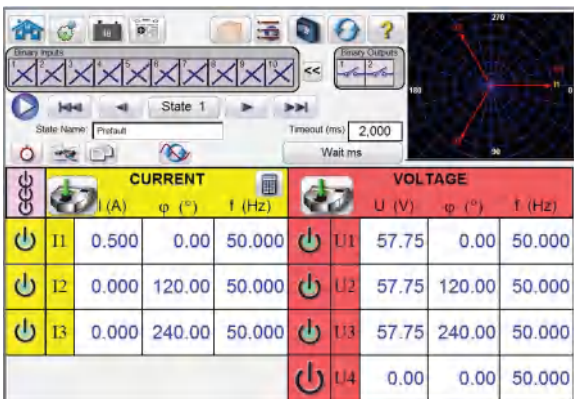 48
Binary Inputs
1 2 3 4 5 6 7 8 9 10
<<
Binary Outputs
1 2
270
180
0
90
I1
State 1
State Name: Prefault
Timeout (ms) 2,000
Wait ms
CURRENT
VOLTAGE
I (A) φ (°) f (Hz)
U (V) φ (°) f (Hz)
I1 0.500 0.00 50.000 U1 57.75 0.00 50.000
I2 0.000 120.00 50.000 U2 57.75 120.00 50.000
I3 0.000 240.00 50.000 U3 57.75 240.00 50.000
U4 0.00 0.00 50.000